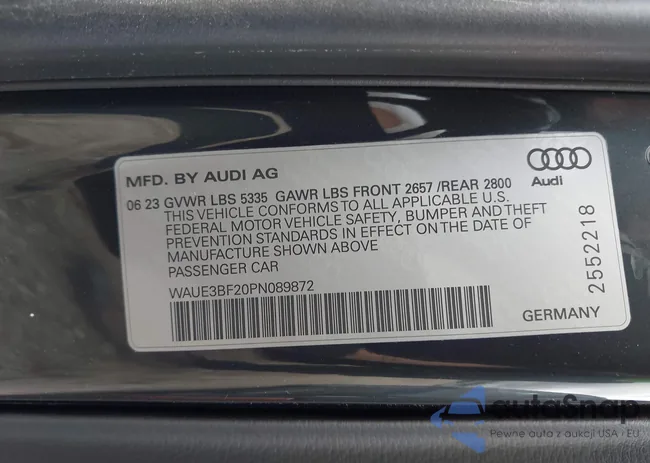 MFD. BY AUDI AG
Audi
06 23 GVWR LBS 5335 GAWR LBS FRONT 2657 /REAR 2800
THIS VEHICLE CONFORMS TO ALL APPLICABLE U.S.
FEDERAL MOTOR VEHICLE SAFETY, BUMPER AND THEFT
PREVENTION STANDARDS IN EFFECT ON THE DATE OF
MANUFACTURE SHOWN ABOVE
PASSENGER CAR
WAUE3BF20PN089872
2552218
GERMANY
autoSnap
Pewne auta z aukcji USA i EU